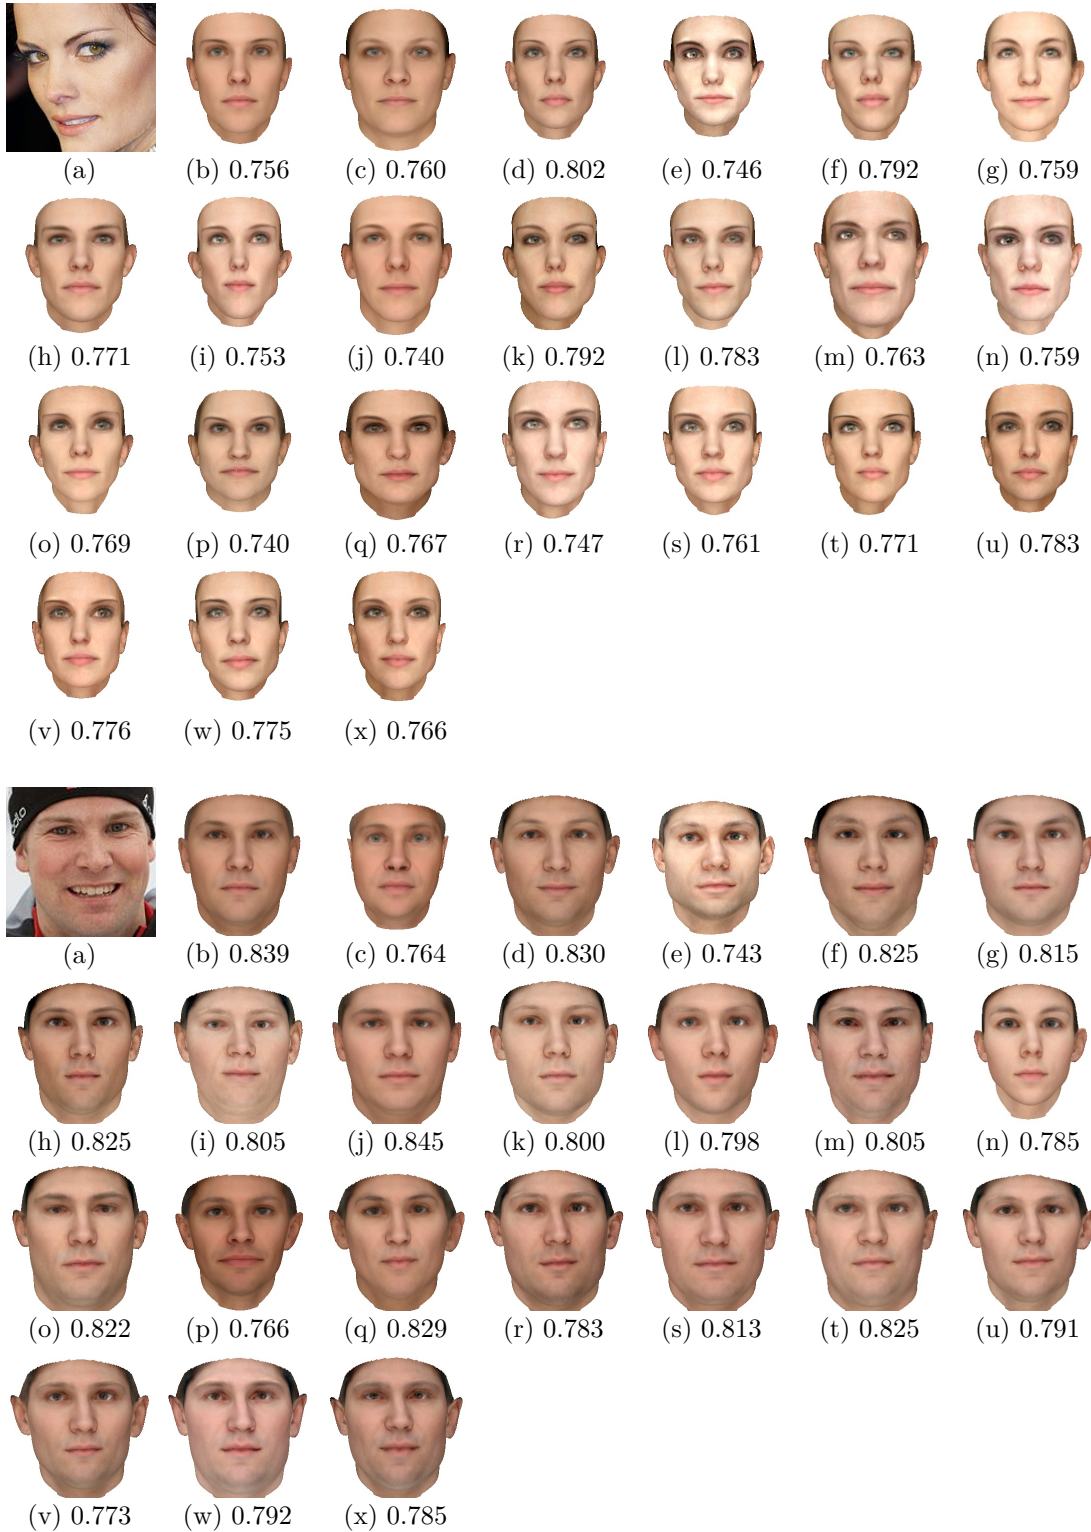 (a) (b) 0.756 (c) 0.760 (d) 0.802 (e) 0.746 (f) 0.792 (g) 0.759
(h) 0.771 (i) 0.753 (j) 0.740 (k) 0.792 (l) 0.783 (m) 0.763 (n) 0.759
(o) 0.769 (p) 0.740 (q) 0.767 (r) 0.747 (s) 0.761 (t) 0.771 (u) 0.783
(v) 0.776 (w) 0.775 (x) 0.766
(a) (b) 0.839 (c) 0.764 (d) 0.830 (e) 0.743 (f) 0.825 (g) 0.815
(h) 0.825 (i) 0.805 (j) 0.845 (k) 0.800 (l) 0.798 (m) 0.805 (n) 0.785
(o) 0.822 (p) 0.766 (q) 0.829 (r) 0.783 (s) 0.813 (t) 0.825 (u) 0.791
(v) 0.773 (w) 0.792 (x) 0.785